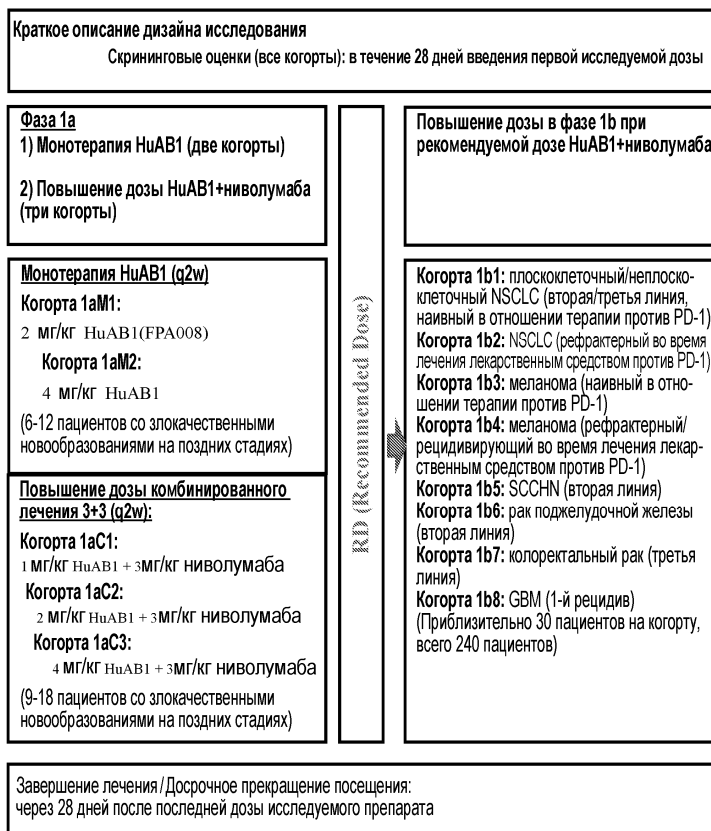 Краткое описание дизайна исследования
Скрининговые оценки (все когорты): в течение 28 дней введения первой исследуемой дозы
Фаза 1a
1) Монотерапия HuAB1 (две когорты)
2) Повышение дозы HuAB1+ниволумаба
(три когорты)
Монотерапия HuAB1 (q2w)
Когорта 1aM1:
2 мг/кг HuAB1(FPA008)
Когорта 1aM2:
4 мг/кг HuAB1
(6-12 пациентов со злокачественными
новообразованиями на поздних стадиях)
Повышение дозы комбинированного
лечения 3+3 (q2w):
Когорта 1aC1:
1 мг/кг HuAB1 + 3мг/кг ниволумаба
Когорта 1aC2:
2 мг/кг HuAB1 + 3мг/кг ниволумаба
Когорта 1aC3:
4 мг/кг HuAB1 + 3мг/кг ниволумаба
(9-18 пациентов со злокачественными
новообразованиями на поздних стадиях)
RD (Recommended Dose)
Повышение дозы в фазе 1b при
рекомендуемой дозе HuAB1+ниволумаба
Когорта 1b1: плоскоклеточный/неплоско-
клеточный NSCLC (вторая/третья линия,
наивный в отношении терапии против PD-1)
Когорта 1b2: NSCLC (рефрактерный во время
лечения лекарственным средством против PD-1)
Когорта 1b3: меланома (наивный в отно-
шении терапии против PD-1)
Когорта 1b4: меланома (рефрактерный/
рецидивирующий во время лечения лекар-
ственным средством против PD-1)
Когорта 1b5: SCCHN (вторая линия)
Когорта 1b6: рак поджелудочной железы
(вторая линия)
Когорта 1b7: колоректальный рак (третья
линия)
Когорта 1b8: GBM (1-й рецидив)
(Приблизительно 30 пациентов на когорту,
всего 240 пациентов)
Завершение лечения/Досрочное прекращение посещения:
через 28 дней после последней дозы исследуемого препарата